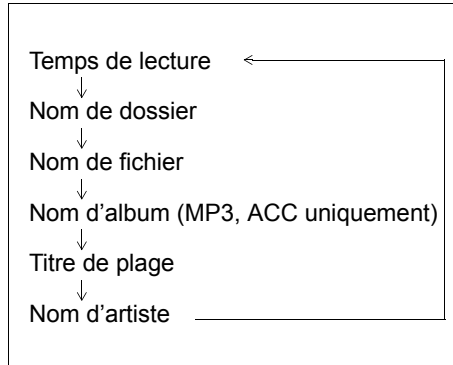 Temps de lecture
Nom de dossier
Nom de fichier
Nom d'album (MP3, ACC uniquement)
Titre de plage
Nom d'artiste